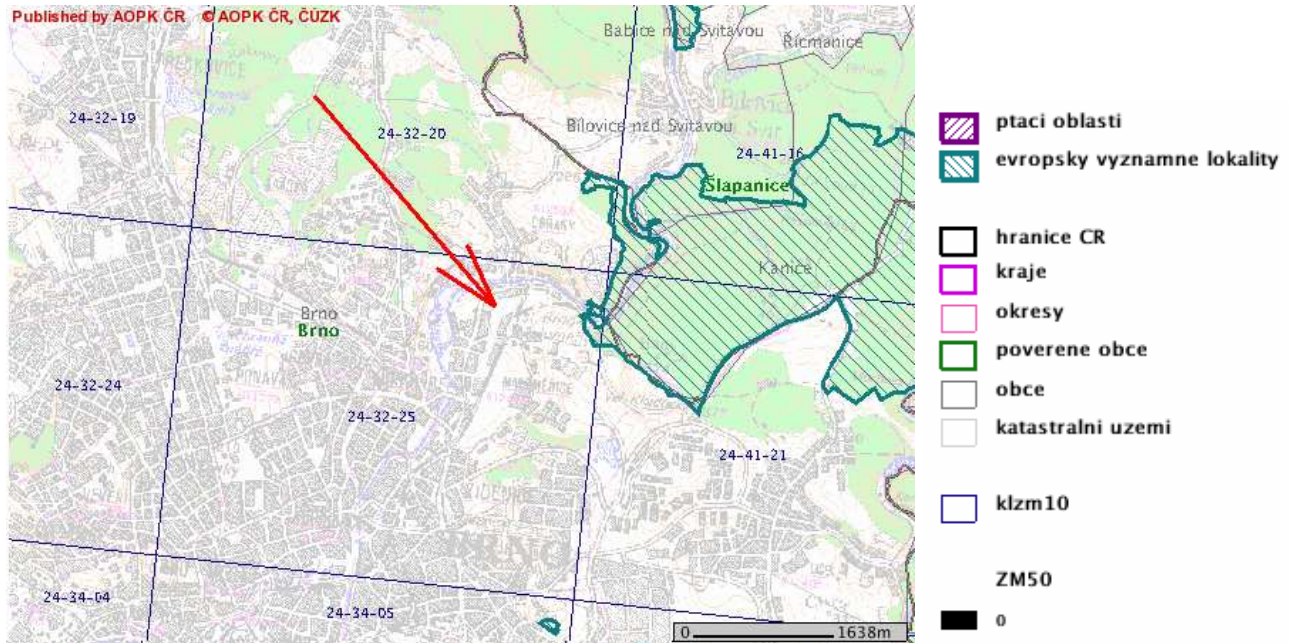 Published by AOPK ČR © AOPK ČR, ČÚZK
Babice nad Svitavou
Řícmanice
24-32-19
24-32-20
Bílovice nad Svitavou
24-41-16
Šlapanice
Kanice
Brno
Brno
24-32-24
24-32-25
24-41-21
ŽIDENICE
BRNO
24-34-04
24-34-05
0 1638m
ptaci oblasti
evropsky vyznamne lokality
hranice CR
kraje
okresy
poverene obce
obce
katastralni uzemi
klzm10
ZM50
0